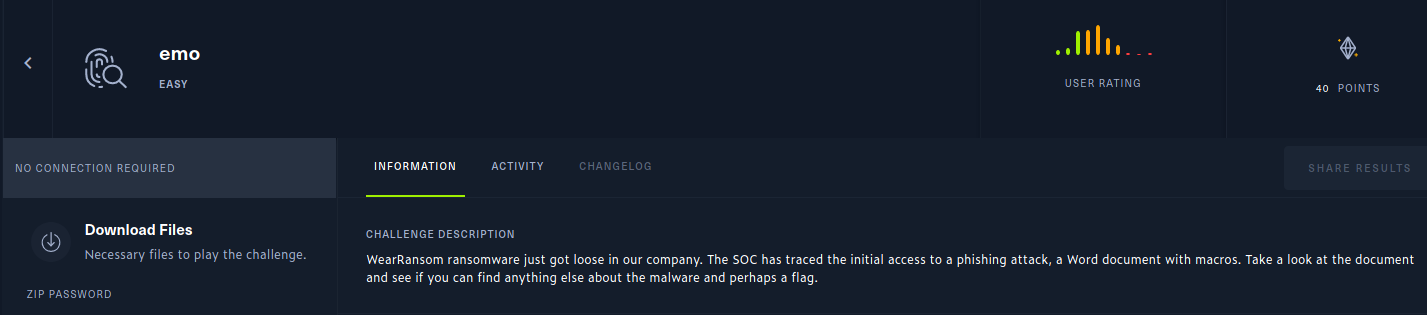 emo
EASY
USER RATING
40 POINTS
NO CONNECTION REQUIRED
INFORMATION ACTIVITY CHANGELOG
SHARE RESULTS
Download Files
Necessary files to play the challenge.
ZIP PASSWORD
CHALLENGE DESCRIPTION
WearRansom ransomware just got loose in our company. The SOC has traced the initial access to a phishing attack, a Word document with macros. Take a look at the document
and see if you can find anything else about the malware and perhaps a flag.